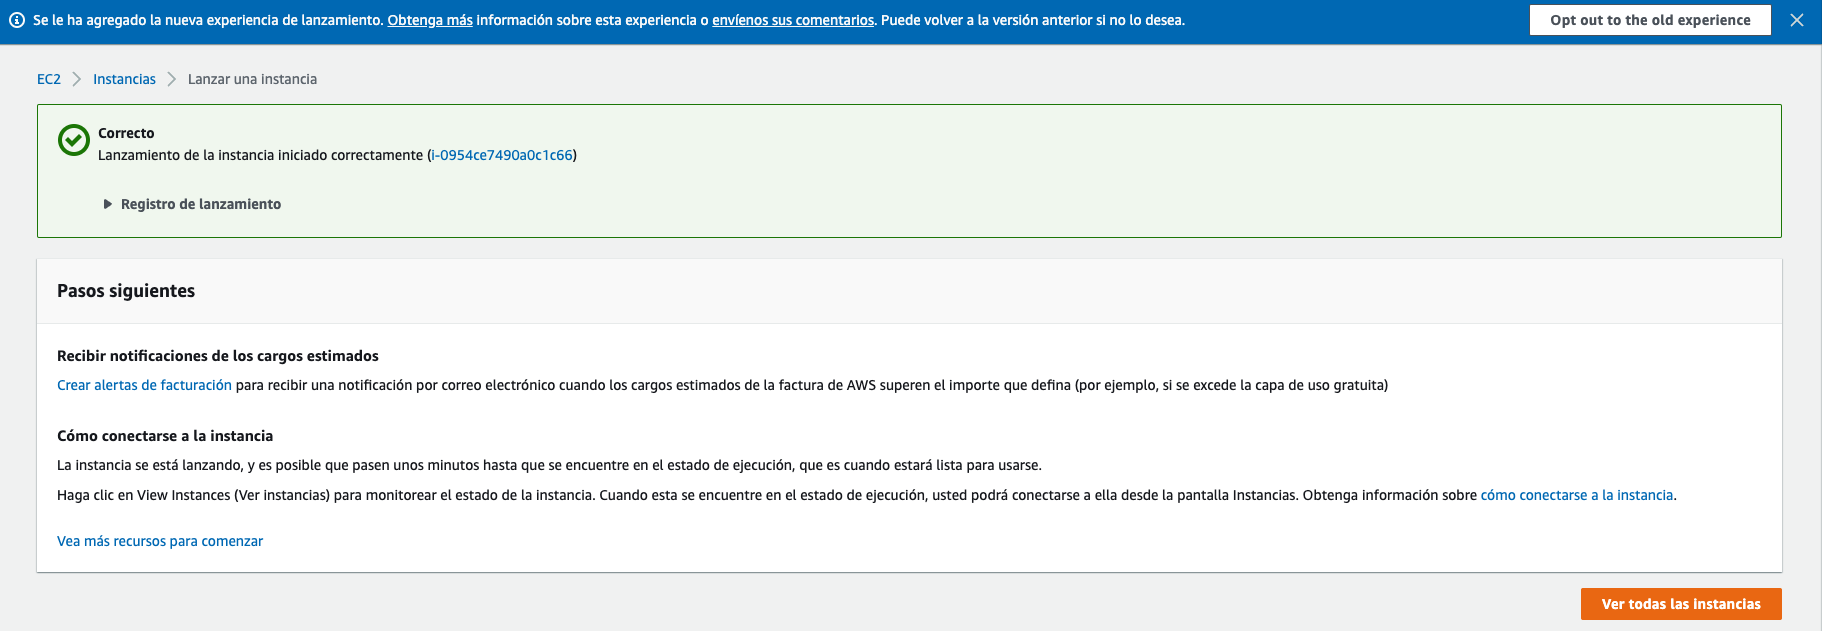 Se le ha agregado la nueva experiencia de lanzamiento. Obtenga más información sobre esta experiencia o envíenos sus comentarios. Puede volver a la versión anterior si no lo desea.
Opt out to the old experience
EC2 > Instancias > Lanzar una instancia
Correcto
Lanzamiento de la instancia iniciado correctamente (i-0954ce7490a0c1c66)
Registro de lanzamiento
Pasos siguientes
Recibir notificaciones de los cargos estimados
Crear alertas de facturación para recibir una notificación por correo electrónico cuando los cargos estimados de la factura de AWS superen el importe que defina (por ejemplo, si se excede la capa de uso gratuita)
Cómo conectarse a la instancia
La instancia se está lanzando, y es posible que pasen unos minutos hasta que se encuentre en el estado de ejecución, que es cuando estará lista para usarse.
Haga clic en View Instances (Ver instancias) para monitorear el estado de la instancia. Cuando esta se encuentre en el estado de ejecución, usted podrá conectarse a ella desde la pantalla Instancias. Obtenga información sobre cómo conectarse a la instancia.
Vea más recursos para comenzar
Ver todas las instancias